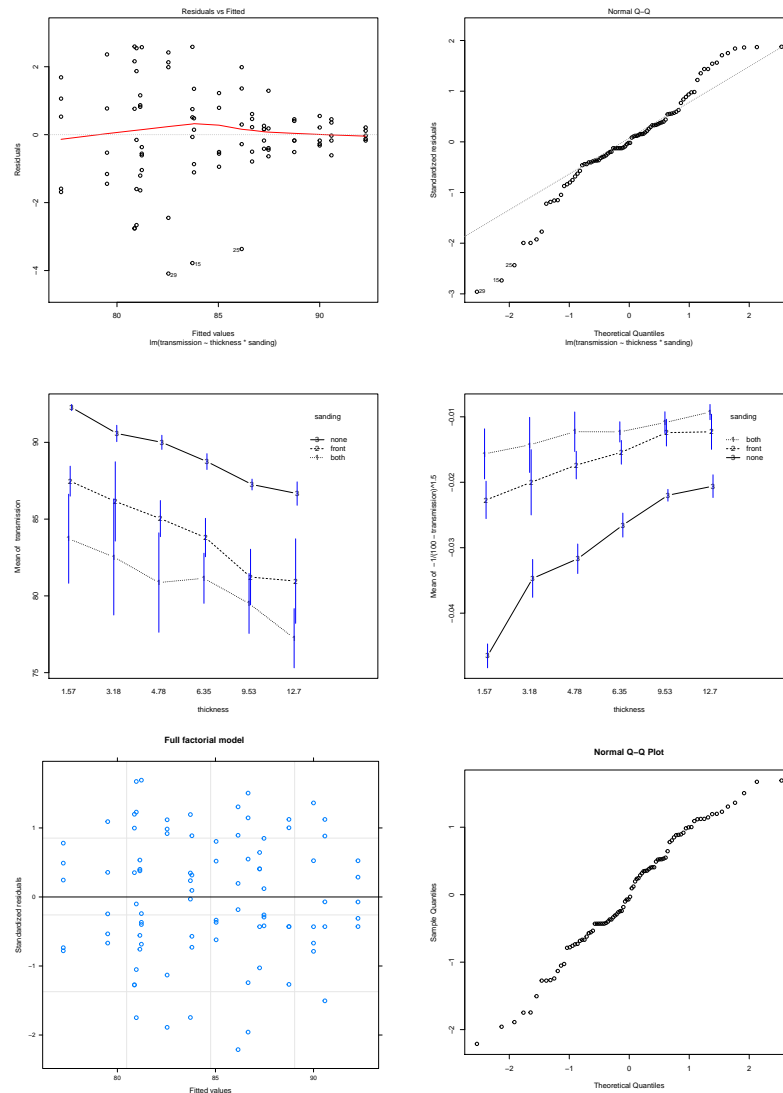 Residuals vs Fitted
Residuals
2
0
−2
−4
29
15
25
80 85 90
Fitted values
lm(transmission ~ thickness * sanding)
Normal Q−Q
Standardized residuals
2
1
0
−1
−2
−3
29
15
25
−2 −1 0 1 2
Theoretical Quantiles
lm(transmission ~ thickness * sanding)
Mean of transmission
90
85
80
75
sanding
3 none
2 front
1 both
1.57 3.18 4.78 6.35 9.53 12.7
thickness
Mean of −1/(100 − transmission)^1.5
−0.01
−0.02
−0.03
−0.04
sanding
1 both
2 front
3 none
1.57 3.18 4.78 6.35 9.53 12.7
thickness
Full factorial model
Standardized residuals
1
0
−1
−2
80 85 90
Fitted values
Normal Q−Q Plot
Sample Quantiles
1
0
−1
−2
−2 −1 0 1 2
Theoretical Quantiles